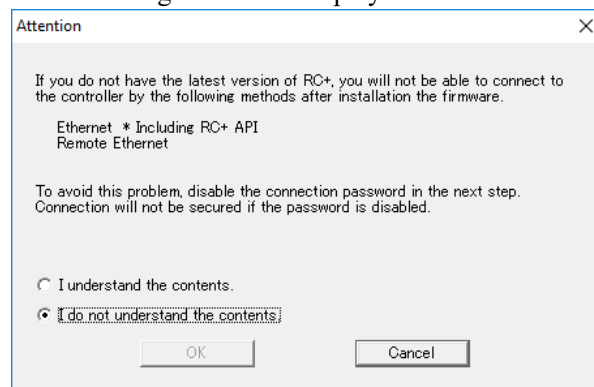 Attention
If you do not have the latest version of RC+, you will not be able to connect to
the controller by the following methods after installation the firmware.
Ethernet * Including RC+ API
Remote Ethernet
To avoid this problem, disable the connection password in the next step.
Connection will not be secured if the password is disabled.
I understand the contents.
I do not understand the contents.
OK
Cancel